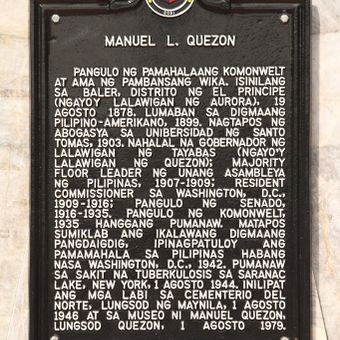 MANUEL L. QUEZON
PANGULO NG PAMAHALAANG KOMONWELT
AT AMA NG PAMBANSANG WIKA. ISINILANG
SA BALER, DISTRITO NG EL PRINCIPE
(NGAYO'Y LALAWIGAN NG AURORA), 19
AGOSTO 1878. LUMABAN SA DIGMAANG
PILIPINO-AMERIKANO, 1899. NAGTAPOS NG
ABOGASYA SA UNIBERSIDAD NG SANTO
TOMAS, 1903. NAHALAL NA GOBERNADOR NG
LALAWIGAN NG TAYABAS (NGAYO'Y
LALAWIGAN NG QUEZON); MAJORITY
FLOOR LEADER NG UNANG ASAMBLEYA
NG PILIPINAS, 1907-1909; RESIDENT
COMMISSIONER SA WASHINGTON, D.C.,
1909-1916; PANGULO NG SENADO,
1916-1935. PANGULO NG KOMONWELT,
1935 HANGGANG PUMANAW. MATAPOS
SUMIKLAB ANG IKALAWANG DIGMAANG
PANGDAIGDIG, IPINAGPATULOY ANG
PAMAMAHALA SA PILIPINAS HABANG
NASA WASHINGTON, D.C., 1942. PUMANAW
SA SAKIT NA TUBERKULOSIS SA SARANAC
LAKE, NEW YORK, 1 AGOSTO 1944. INILIPAT
ANG MGA LABI SA CEMENTERIO DEL
NORTE, LUNGSOD NG MAYNILA, 1 AGOSTO
1946 AT SA MUSEO NI MANUEL QUEZON,
LUNGSOD QUEZON, 1 AGOSTO 1979.